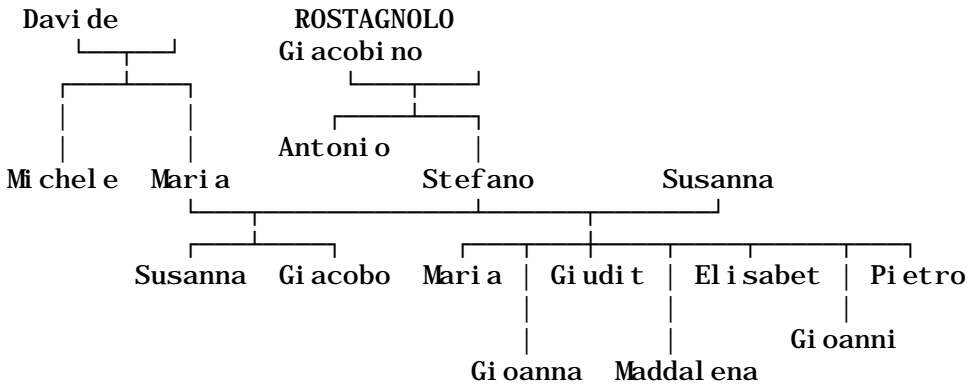 Davide ROSTAGNOLO
Giacobino
Antonio
Michele Maria Stefano Susanna
Susanna Giacobo Maria Giudit Elisabet Pietro
Gioanni
Gioanna Maddalena